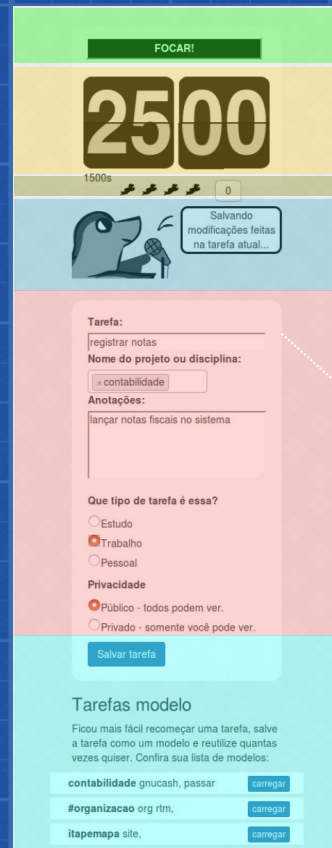 FOCAR!
25 00
1500s
0
Salvando
modificações feitas
na tarefa atual...
Tarefa:
registrar notas
Nome do projeto ou disciplina:
× contabilidade
Anotações:
lançar notas fiscais no sistema
Que tipo de tarefa é essa?
Estudo
Trabalho
Pessoal
Privacidade
Público - todos podem ver.
Privado - somente você pode ver.
Salvar tarefa
Tarefas modelo
Ficou mais fácil recomeçar uma tarefa, salve
a tarefa como um modelo e reutilize quantas
vezes quiser. Confira sua lista de modelos:
contabilidade gnucash, passar carregar
#organizacao org rtm, carregar
itapemapa site, carregar